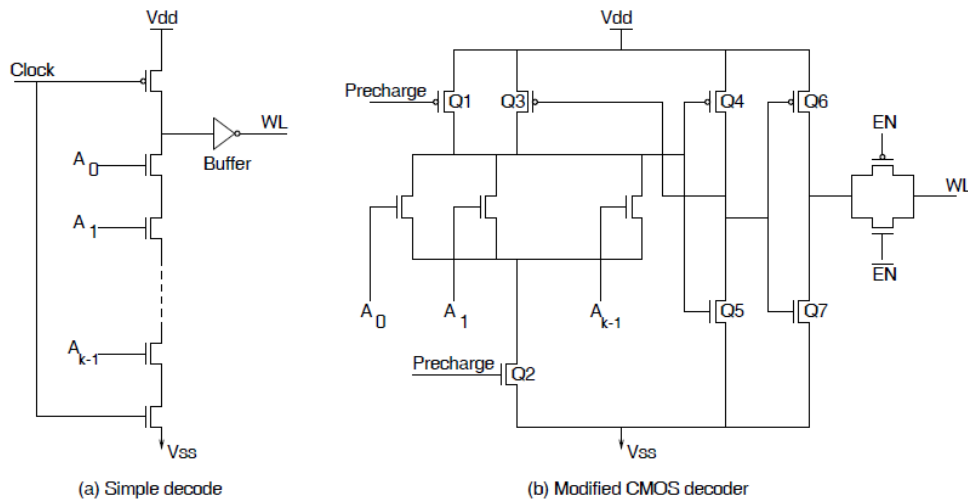 Vdd
Clock
WL
Buffer
A0
A1
Ak-1
Vss
(a) Simple decode
Vdd
Precharge
Q1
Q3
Q4
Q6
EN
WL
EN
A0
A1
Ak-1
Q5
Q7
Precharge
Q2
Vss
(b) Modified CMOS decoder